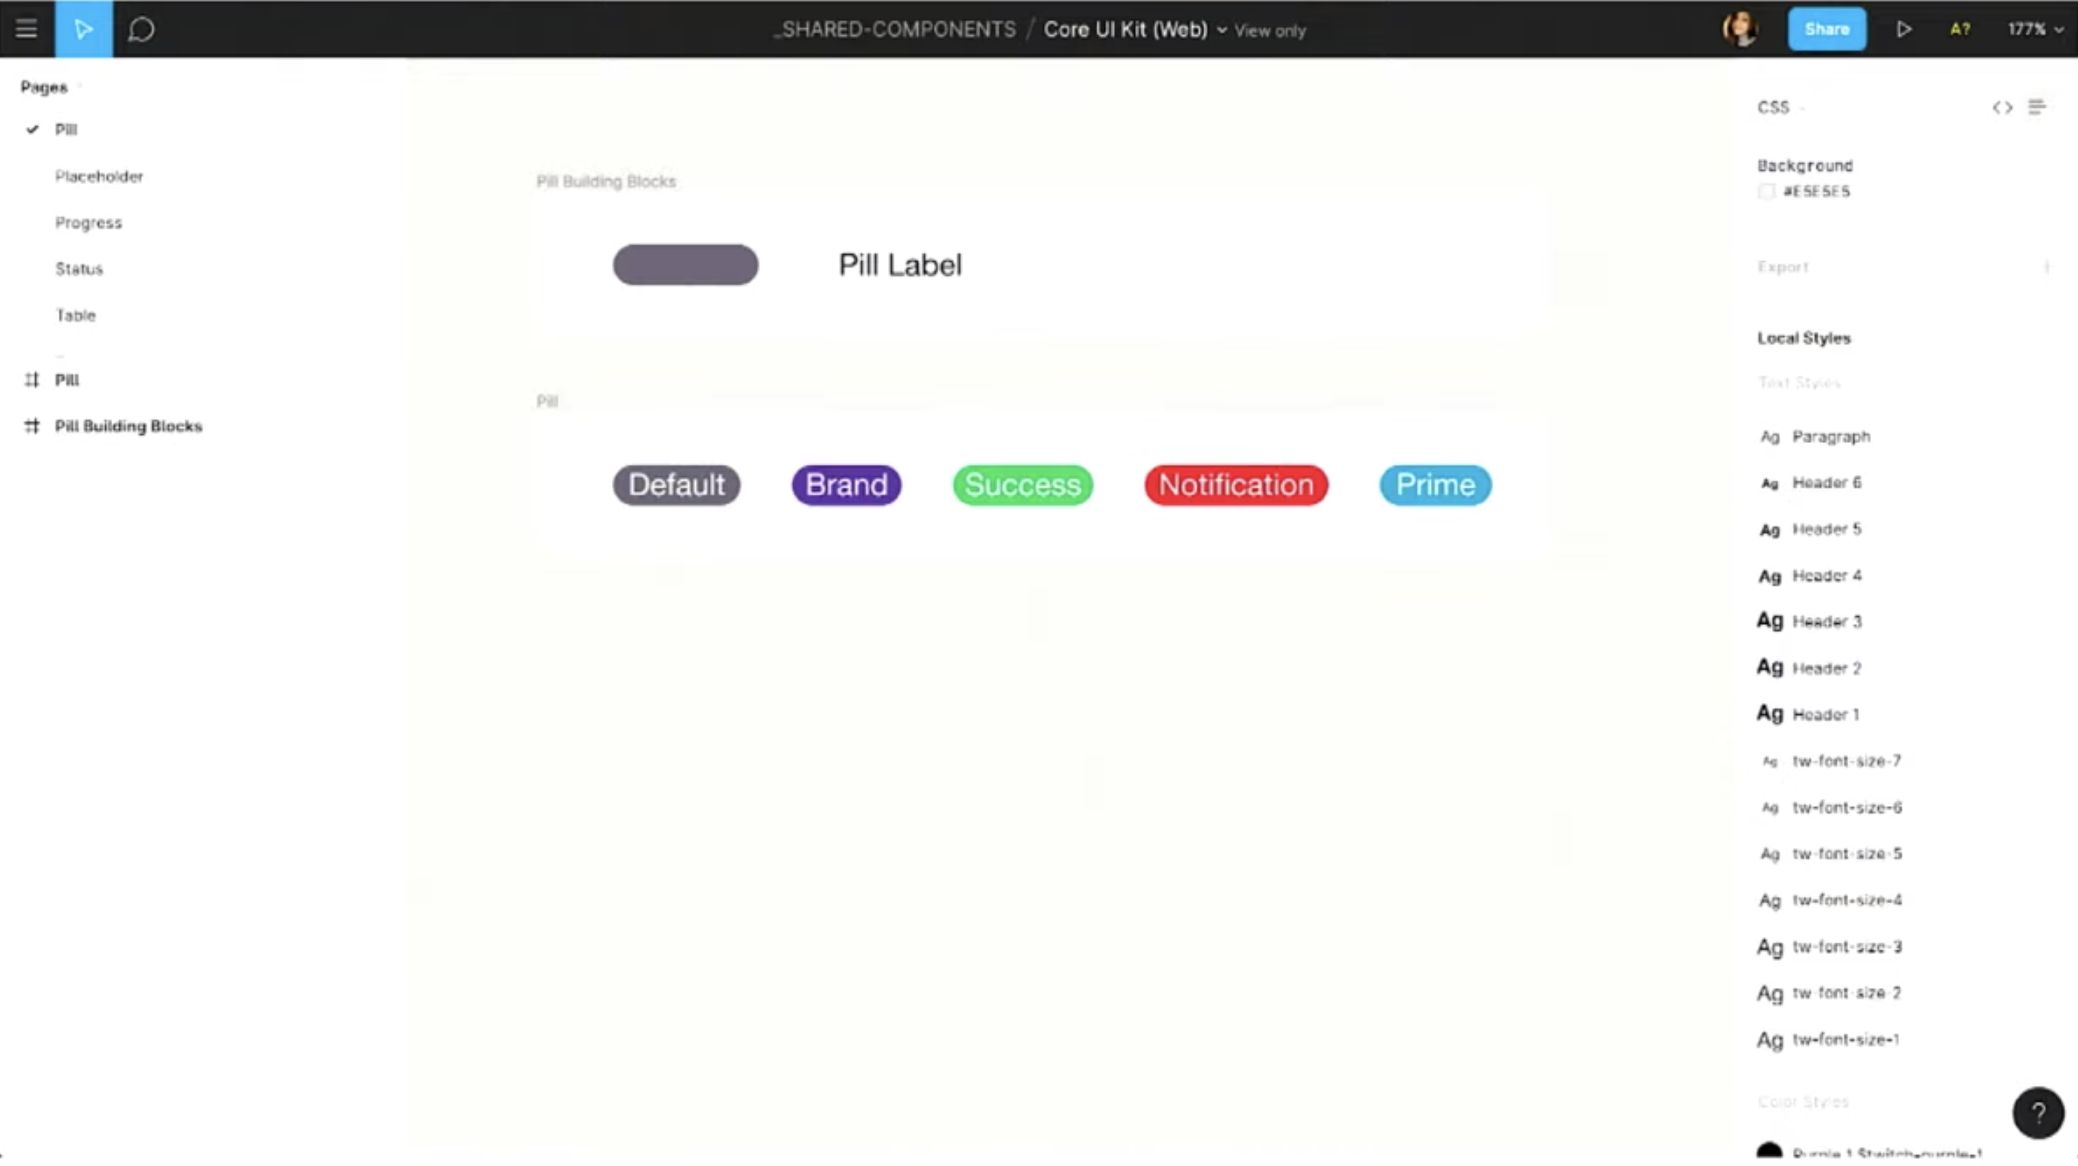 _SHARED-COMPONENTS / Core UI Kit (Web) View only
Share
A?
177%
Pages
Pill
Placeholder
Progress
Status
Table
Pill
Pill Building Blocks
Pill Building Blocks
Pill Label
Pill
Default
Brand
Success
Notification
Prime
CSS
Background
#E5E5E5
Export
Local Styles
Text Styles
Ag Paragraph
Ag Header 6
Ag Header 5
Ag Header 4
Ag Header 3
Ag Header 2
Ag Header 1
Ag tw-font-size-7
Ag tw-font-size-6
Ag tw-font-size-5
Ag tw-font-size-4
Ag tw-font-size-3
Ag tw-font-size-2
Ag tw-font-size-1
Color Styles
Purple 1 $twitch-purple-1
?